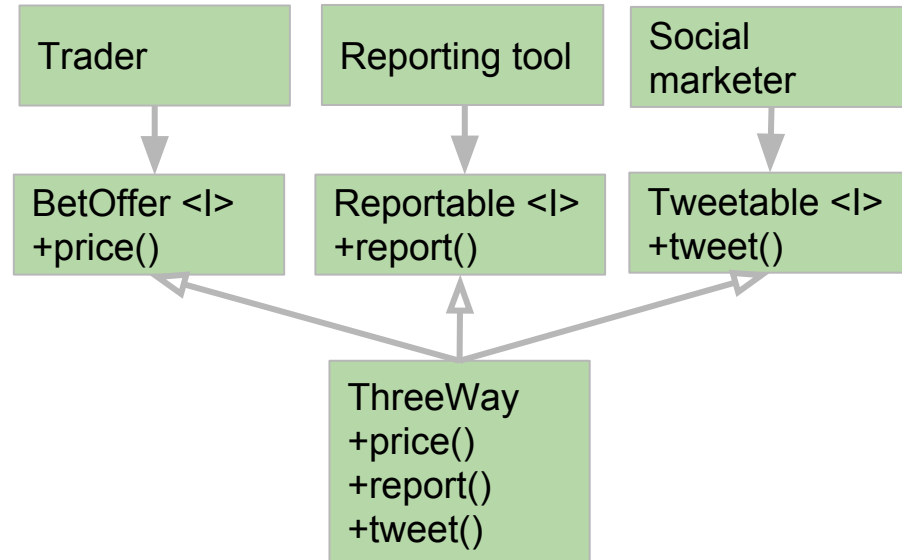 Trader
Reporting tool
Social
marketer
BetOffer <I>
+price()
Reportable <I>
+report()
Tweetable <I>
+tweet()
ThreeWay
+price()
+report()
+tweet()